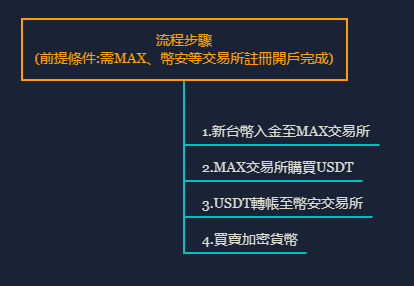 流程步驟
(前提條件:需MAX、幣安等交易所註冊開戶完成)
1.新台幣入金至MAX交易所
2.MAX交易所購買USDT
3.USDT轉帳至幣安交易所
4.買賣加密貨幣